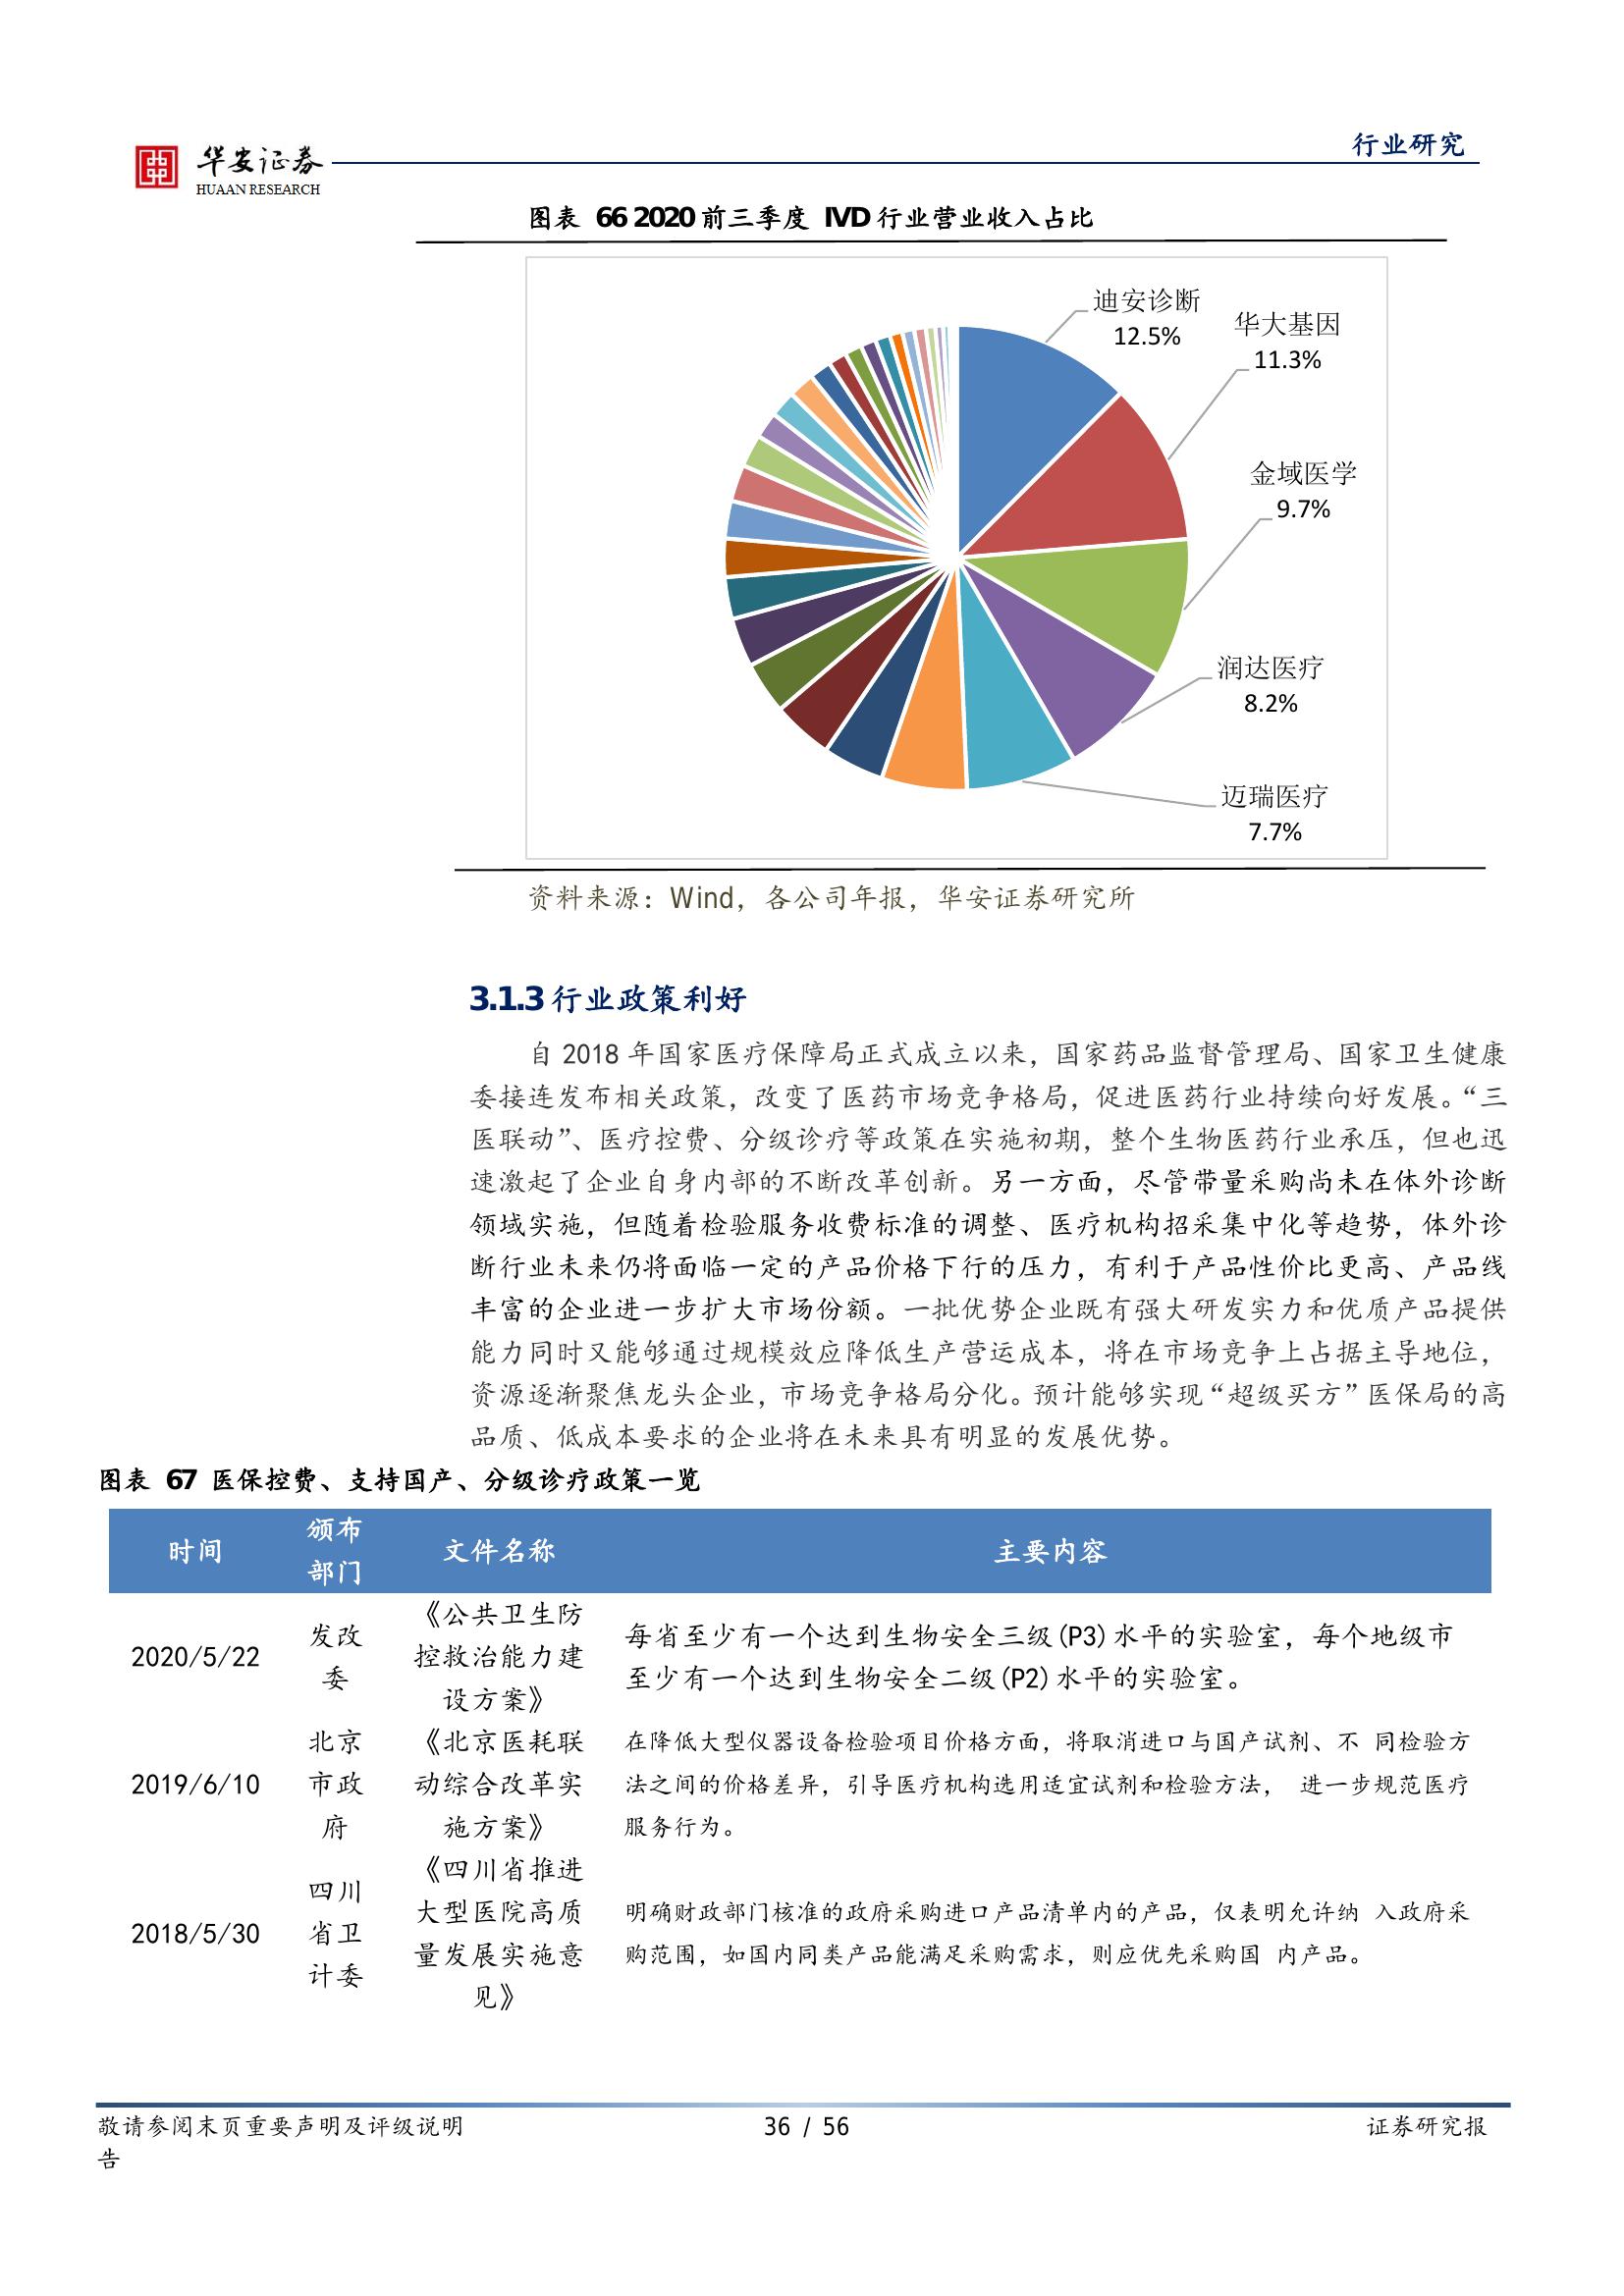 华安证券
HUAAN RESEARCH
行业研究
图表 66 2020 前三季度 IVD 行业营业收入占比
迪安诊断
12.5%
华大基因
11.3%
金域医学
9.7%
润达医疗
8.2%
迈瑞医疗
7.7%
资料来源：Wind，各公司年报，华安证券研究所
3.1.3 行业政策利好
自 2018 年国家医疗保障局正式成立以来，国家药品监督管理局、国家卫生健康
委接连发布相关政策，改变了医药市场竞争格局，促进医药行业持续向好发展。“三
医联动”、医疗控费、分级诊疗等政策在实施初期，整个生物医药行业承压，但也迅
速激起了企业自身内部的不断改革创新。另一方面，尽管带量采购尚未在体外诊断
领域实施，但随着检验服务收费标准的调整、医疗机构招采集中化等趋势，体外诊
断行业未来仍将面临一定的产品价格下行的压力，有利于产品性价比更高、产品线
丰富的企业进一步扩大市场份额。一批优势企业既有强大研发实力和优质产品提供
能力同时又能够通过规模效应降低生产营运成本，将在市场竞争上占据主导地位，
资源逐渐聚焦龙头企业，市场竞争格局分化。预计能够实现“超级买方”医保局的高
品质、低成本要求的企业将在未来具有明显的发展优势。
图表 67 医保控费、支持国产、分级诊疗政策一览
时间
颁布
部门
文件名称
主要内容
2020/5/22
发改
委
《公共卫生防
控救治能力建
设方案》
每省至少有一个达到生物安全三级(P3)水平的实验室，每个地级市
至少有一个达到生物安全二级(P2)水平的实验室。
2019/6/10
北京
市政
府
《北京医耗联
动综合改革实
施方案》
在降低大型仪器设备检验项目价格方面，将取消进口与国产试剂、不 同检验方
法之间的价格差异，引导医疗机构选用适宜试剂和检验方法， 进一步规范医疗
服务行为。
2018/5/30
四川
省卫
计委
《四川省推进
大型医院高质
量发展实施意
见》
明确财政部门核准的政府采购进口产品清单内的产品，仅表明允许纳 入政府采
购范围，如国内同类产品能满足采购需求，则应优先采购国 内产品。
敬请参阅末页重要声明及评级说明 36 / 56 证券研究报
告